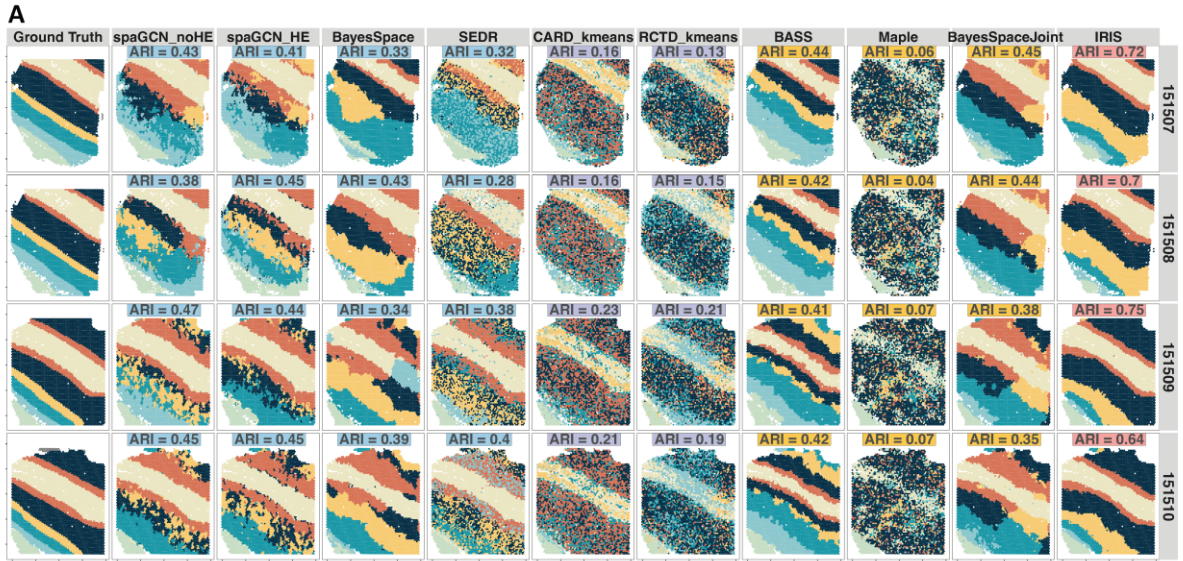 A
Ground Truth spaGCN_noHE spaGCN_HE BayesSpace SEDR CARD_kmeans RCTD_kmeans BASS Maple BayesSpaceJoint IRIS
ARI = 0.43 ARI = 0.41 ARI = 0.33 ARI = 0.32 ARI = 0.16 ARI = 0.13 ARI = 0.44 ARI = 0.06 ARI = 0.45 ARI = 0.72
151507
ARI = 0.38 ARI = 0.45 ARI = 0.43 ARI = 0.28 ARI = 0.16 ARI = 0.15 ARI = 0.42 ARI = 0.04 ARI = 0.44 ARI = 0.7
151508
ARI = 0.47 ARI = 0.44 ARI = 0.34 ARI = 0.38 ARI = 0.23 ARI = 0.21 ARI = 0.41 ARI = 0.07 ARI = 0.38 ARI = 0.75
151509
ARI = 0.45 ARI = 0.45 ARI = 0.39 ARI = 0.4 ARI = 0.21 ARI = 0.19 ARI = 0.42 ARI = 0.07 ARI = 0.35 ARI = 0.64
151510